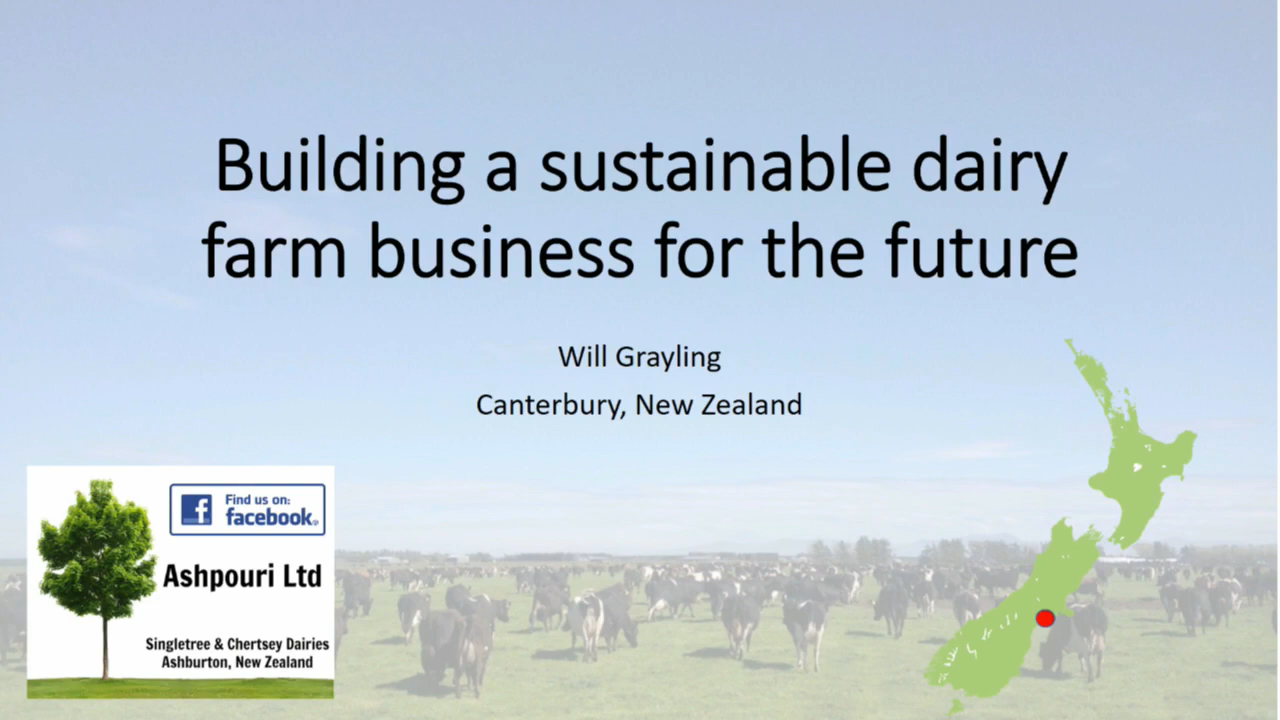 Building a sustainable dairy
farm business for the future
Will Grayling
Canterbury, New Zealand
Find us on:
facebook
Ashpouri Ltd
Singletree & Chertsey Dairies
Ashburton, New Zealand